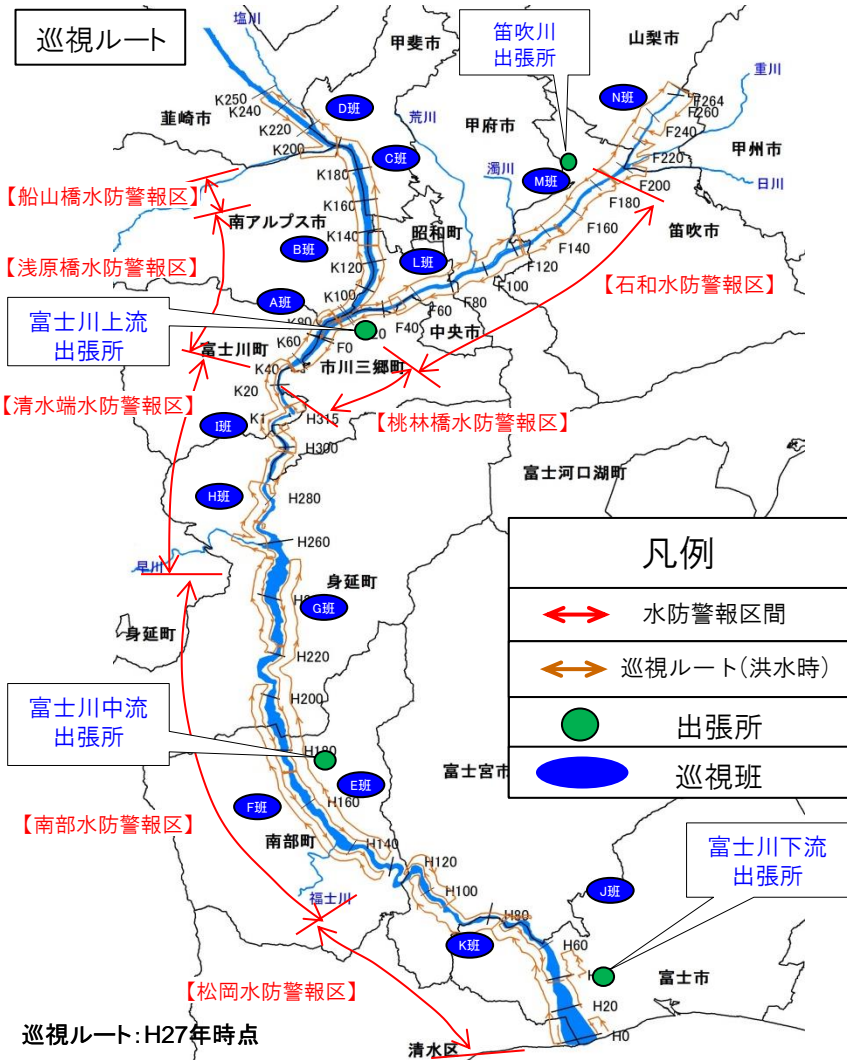 巡視ルート
塩川
甲斐市
笛吹川
出張所
山梨市
重川
韮崎市
K250
K240
K220
K200
D班
荒川
甲府市
N班
F264
F260
F240
甲州市
C班
K180
濁川
M班
F220
F200
日川
【船山橋水防警報区】
南アルプス市
K160
F180
K140
昭和町
F160
笛吹市
B班
【浅原橋水防警報区】
K120
L班
F140
F120
F100
【石和水防警報区】
A班
K100
F80
F60
富士川上流
出張所
K80
F40
中央市
K60
F0
富士川町
市川三郷町
K40
K20
【清水端水防警報区】
K1
H315
【桃林橋水防警報区】
I班
H300
富士河口湖町
H班
H280
H260
早川
身延町
G班
身延町
H220
H200
富士川中流
出張所
H180
E班
富士宮市
F班
H160
【南部水防警報区】
南部町
H140
H120
富士川下流
出張所
福士川
H100
J班
H80
K班
H60
富士市
【松岡水防警報区】
H20
H0
巡視ルート：H27年時点
清水区
凡例
水防警報区間
巡視ルート（洪水時）
出張所
巡視班